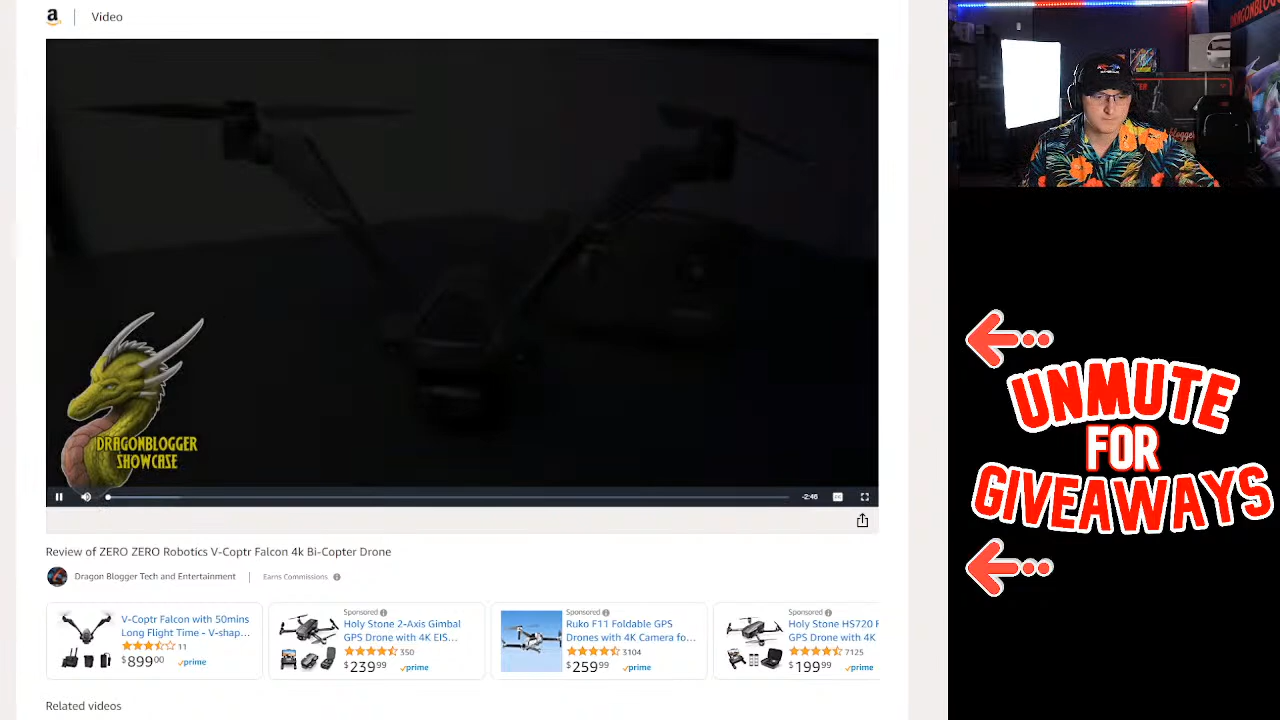 a
Video
DRAGONBLOGGER
SHOWCASE
-2:46
Review of ZERO ZERO Robotics V-Coptr Falcon 4k Bi-Copter Drone
Dragon Blogger Tech and Entertainment
Earns Commissions
V-Coptr Falcon with 50mins
Long Flight Time - V-shap...
11
$899.00
prime
Sponsored
Holy Stone 2-Axis Gimbal
GPS Drone with 4K EIS...
350
$239.99
prime
Sponsored
Ruko F11 Foldable GPS
Drones with 4K Camera fo...
3104
$259.99
prime
Sponsored
Holy Stone HS720 F
GPS Drone with 4K
7125
$199.99
prime
Related videos
UNMUTE
FOR
GIVEAWAYS